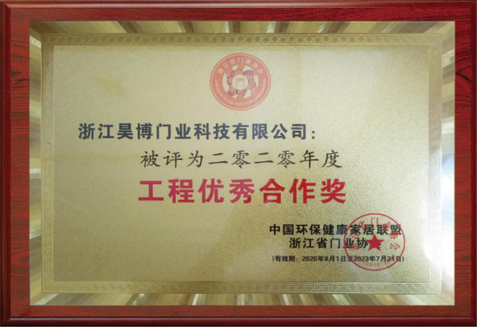 浙江昊博门业科技有限公司：
被评为二零二零年度
工程优秀合作奖
中国环保健康家居联盟
浙江省门业协
(有效期：2020年8月1日至2023年7月31日)